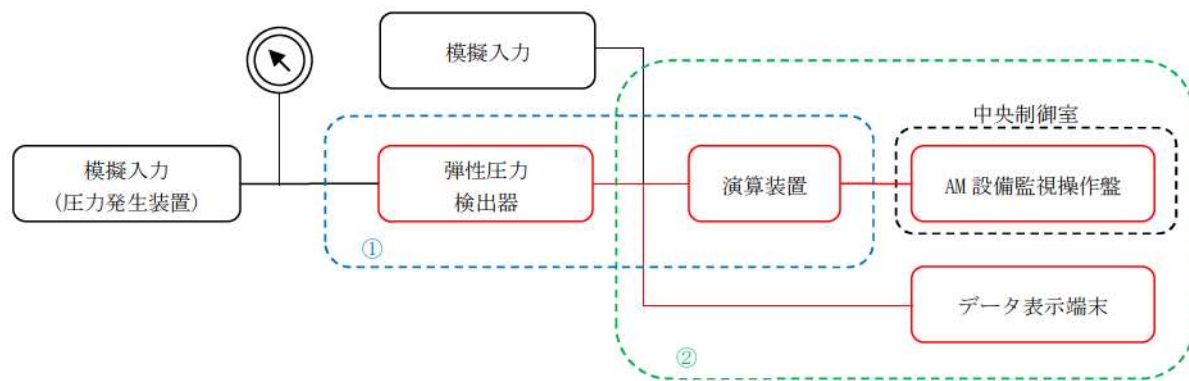 模擬入力
中央制御室
模擬入力
(圧力発生装置)
弾性圧力
検出器
演算装置
AM 設備監視操作盤
①
データ表示端末
②